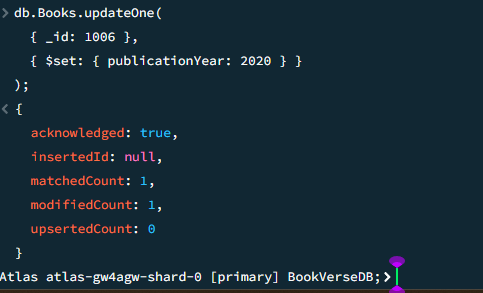 > db.Books.updateOne(
{ _id: 1006 },
{ $set: { publicationYear: 2020 } }
);
< {
acknowledged: true,
insertedId: null,
matchedCount: 1,
modifiedCount: 1,
upsertedCount: 0
}
Atlas atlas-gw4agw-shard-0 [primary] BookVerseDB;>